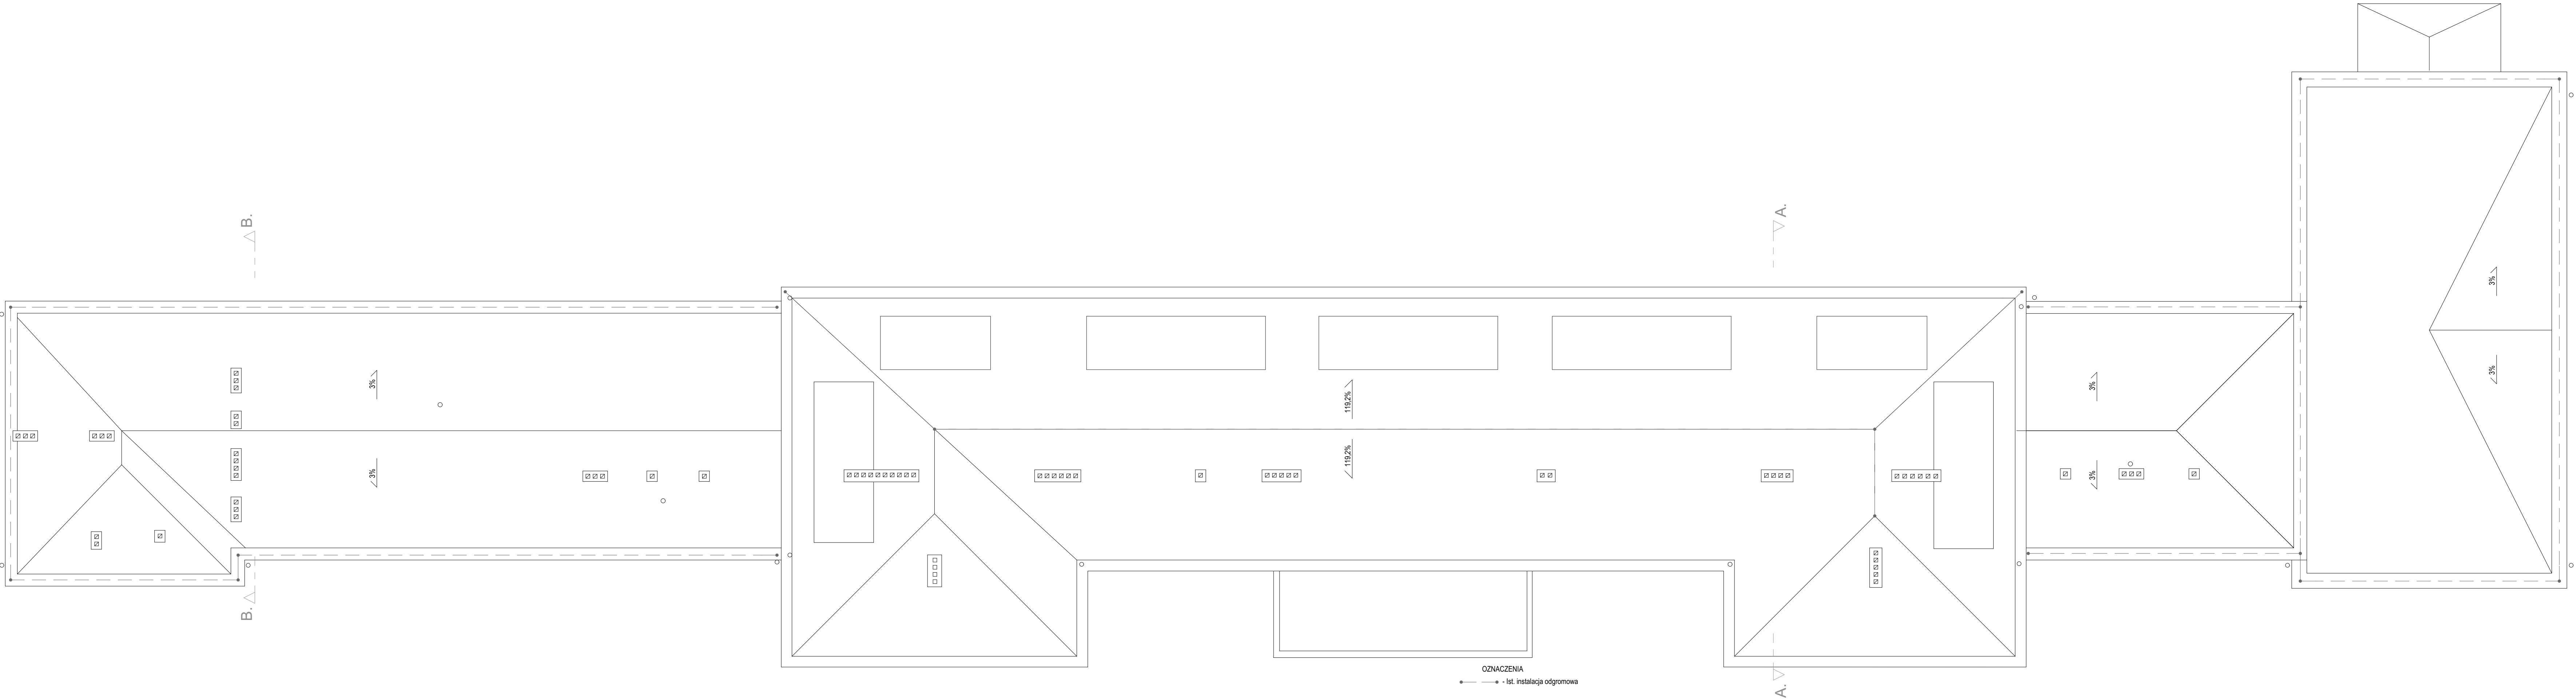 B.
A.
3%
3%
119,2%
3%
3%
3%
119,2%
3%
B.
OZNACZENIA
- Ist. instalacja odgromowa
A.